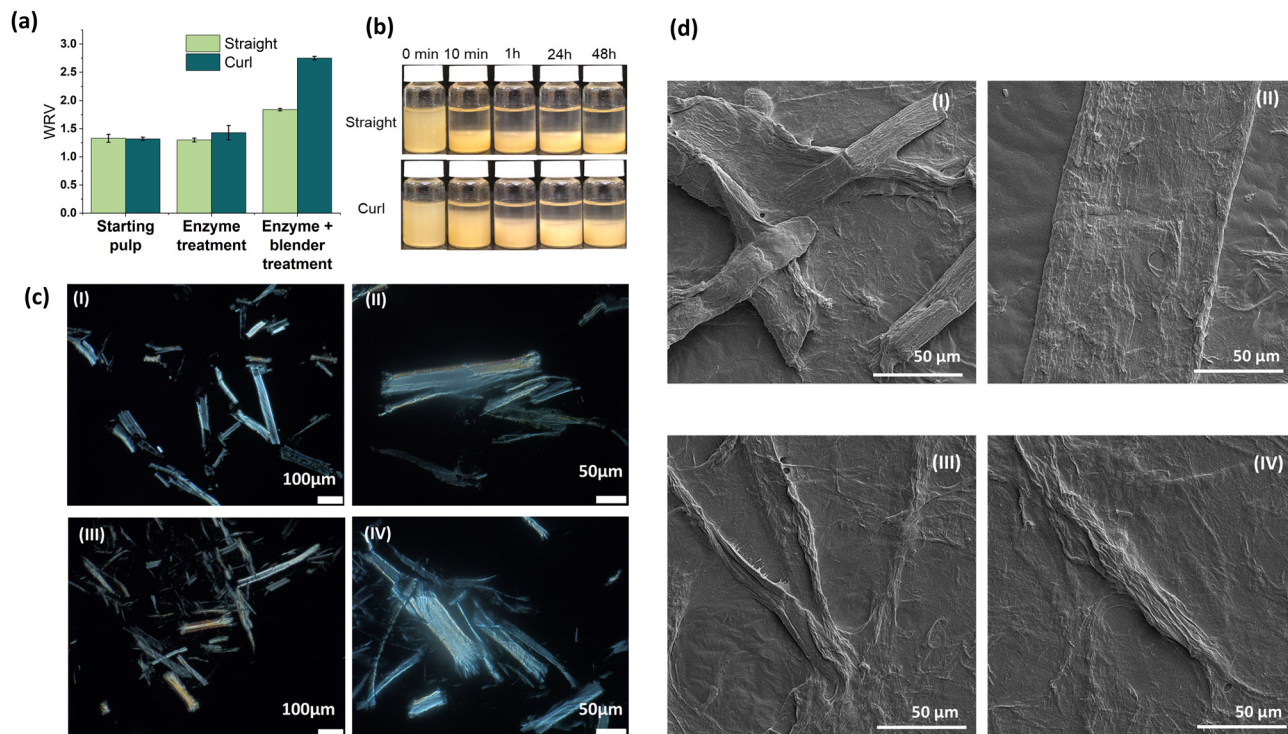 (a)
3.0
2.5
2.0
1.5
1.0
0.5
0.0
WRV
Straight
Curl
Starting pulp
Enzyme treatment
Enzyme + blender treatment
(b)
0 min 10 min 1h 24h 48h
Straight
Curl
(c)
(I)
100µm
(II)
50µm
(III)
100µm
(IV)
50µm
(d)
(I)
50 µm
(II)
50 µm
(III)
50 µm
(IV)
50 µm